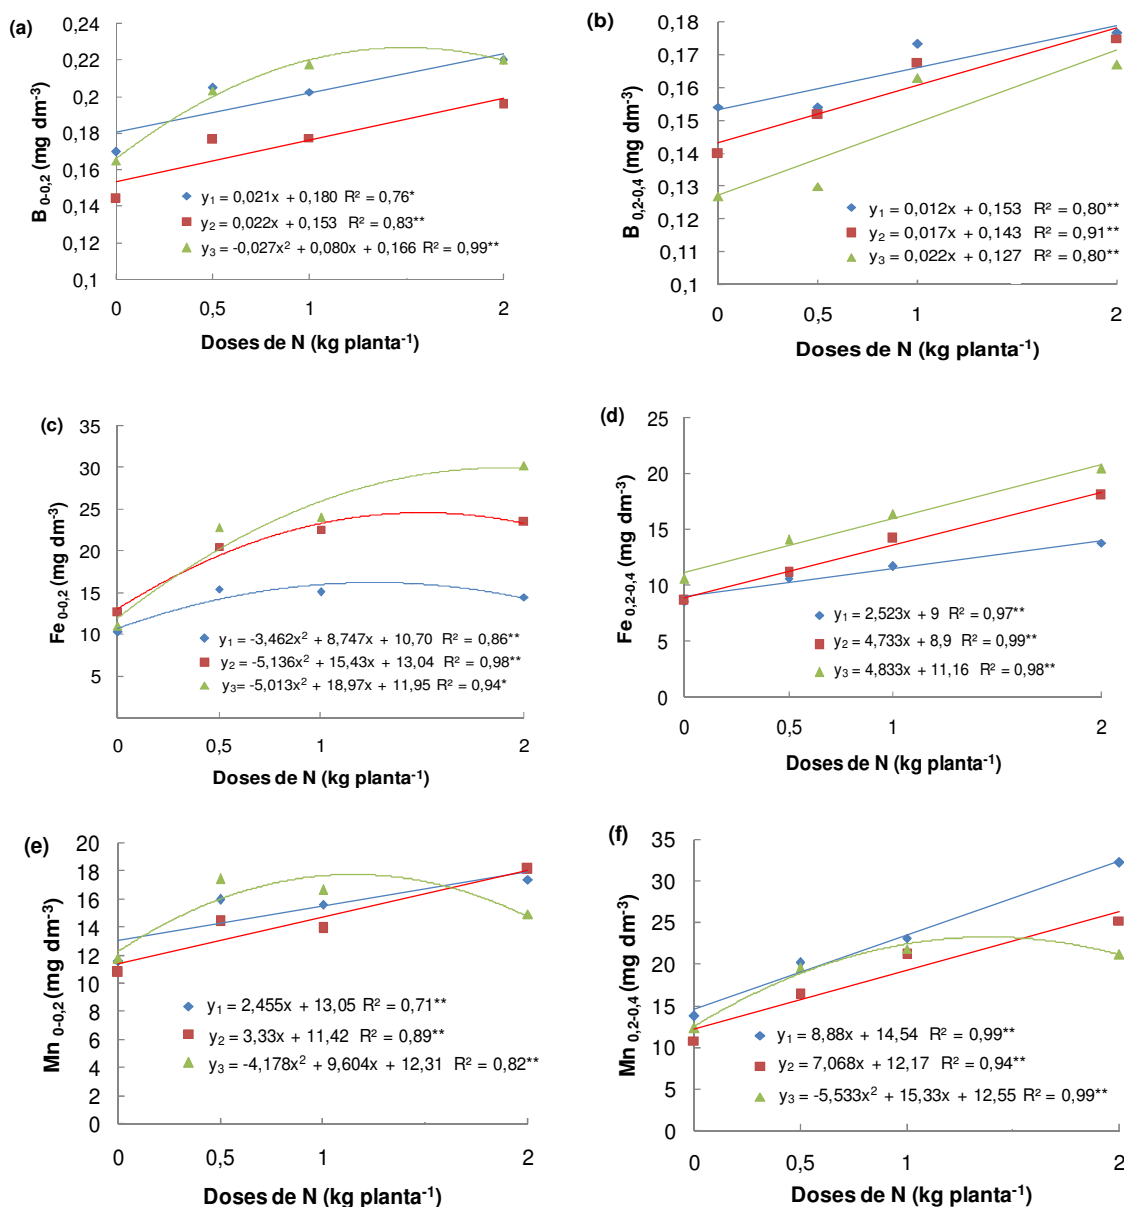 (a)
B 0-0,2 (mg dm⁻³)
0,24
0,22
0,2
0,18
0,16
0,14
0,12
0,1
y₁ = 0,021x + 0,180 R² = 0,76*
y₂ = 0,022x + 0,153 R² = 0,83**
y₃ = -0,027x² + 0,080x + 0,166 R² = 0,99**
0 0,5 1 2
Doses de N (kg planta⁻¹)
(b)
B 0,2-0,4 (mg dm⁻³)
0,18
0,17
0,16
0,15
0,14
0,13
0,12
0,11
0,1
y₁ = 0,012x + 0,153 R² = 0,80**
y₂ = 0,017x + 0,143 R² = 0,91**
y₃ = 0,022x + 0,127 R² = 0,80**
0 0,5 1 2
Doses de N (kg planta⁻¹)
(c)
Fe 0-0,2 (mg dm⁻³)
35
30
25
20
15
10
5
y₁ = -3,462x² + 8,747x + 10,70 R² = 0,86**
y₂ = -5,136x² + 15,43x + 13,04 R² = 0,98**
y₃= -5,013x² + 18,97x + 11,95 R² = 0,94*
0 0,5 1 2
Doses de N (kg planta⁻¹)
(d)
Fe 0,2-0,4 (mg dm⁻³)
25
20
15
10
5
0
y₁ = 2,523x + 9 R² = 0,97**
y₂ = 4,733x + 8,9 R² = 0,99**
y₃ = 4,833x + 11,16 R² = 0,98**
0 0,5 1 2
Doses de N (kg planta⁻¹)
(e)
Mn 0-0,2 (mg dm⁻³)
20
18
16
14
12
10
8
6
4
2
0
y₁ = 2,455x + 13,05 R² = 0,71**
y₂ = 3,33x + 11,42 R² = 0,89**
y₃ = -4,178x² + 9,604x + 12,31 R² = 0,82**
0 0,5 1 2
Doses de N (kg planta⁻¹)
(f)
Mn 0,2-0,4 (mg dm⁻³)
35
30
25
20
15
10
5
0
y₁ = 8,88x + 14,54 R² = 0,99**
y₂ = 7,068x + 12,17 R² = 0,94**
y₃ = -5,533x² + 15,33x + 12,55 R² = 0,99**
0 0,5 1 2
Doses de N (kg planta⁻¹)